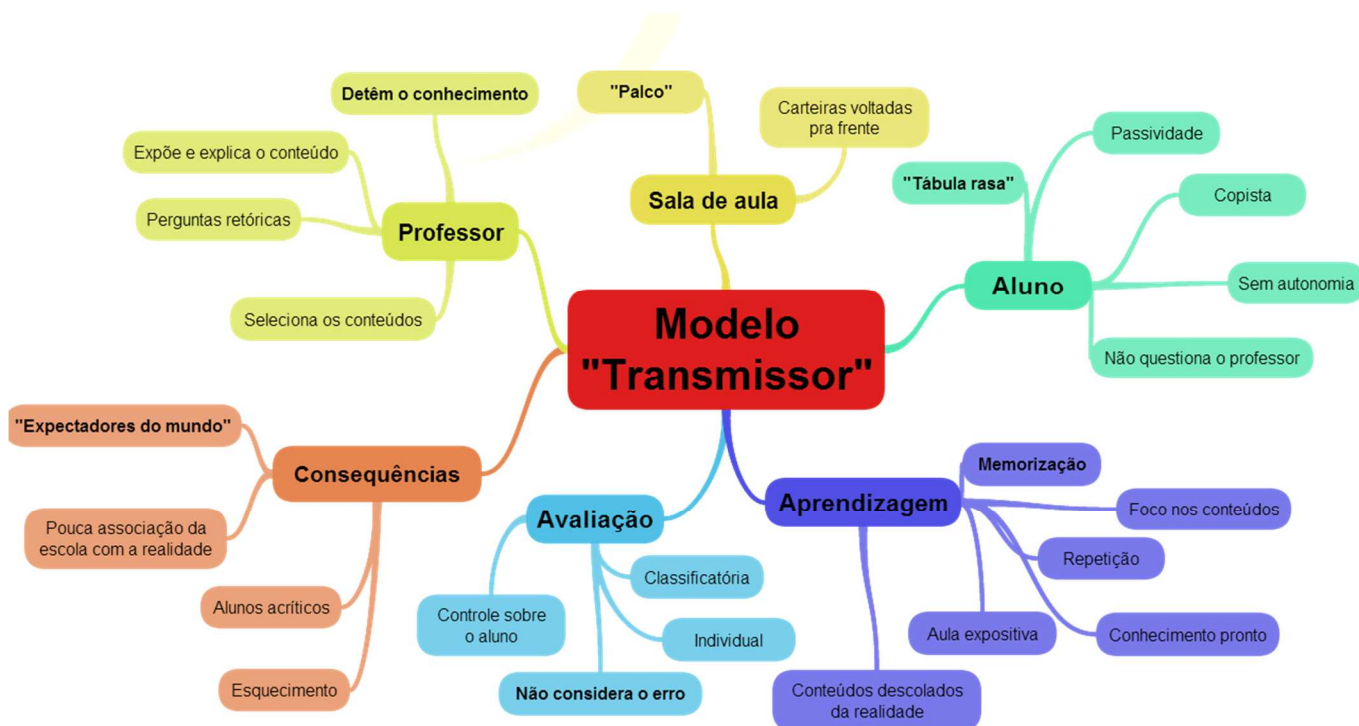 Modelo
"Transmissor"
Professor
Detêm o conhecimento
Expõe e explica o conteúdo
Perguntas retóricas
Seleciona os conteúdos
Sala de aula
"Palco"
Carteiras voltadas
pra frente
Aluno
"Tábula rasa"
Passividade
Copista
Sem autonomia
Não questiona o professor
Aprendizagem
Memorização
Foco nos conteúdos
Repetição
Conhecimento pronto
Aula expositiva
Conteúdos descolados
da realidade
Avaliação
Classificatória
Individual
Não considera o erro
Controle sobre
o aluno
Consequências
"Expectadores do mundo"
Pouca associação da
escola com a realidade
Alunos acríticos
Esquecimento